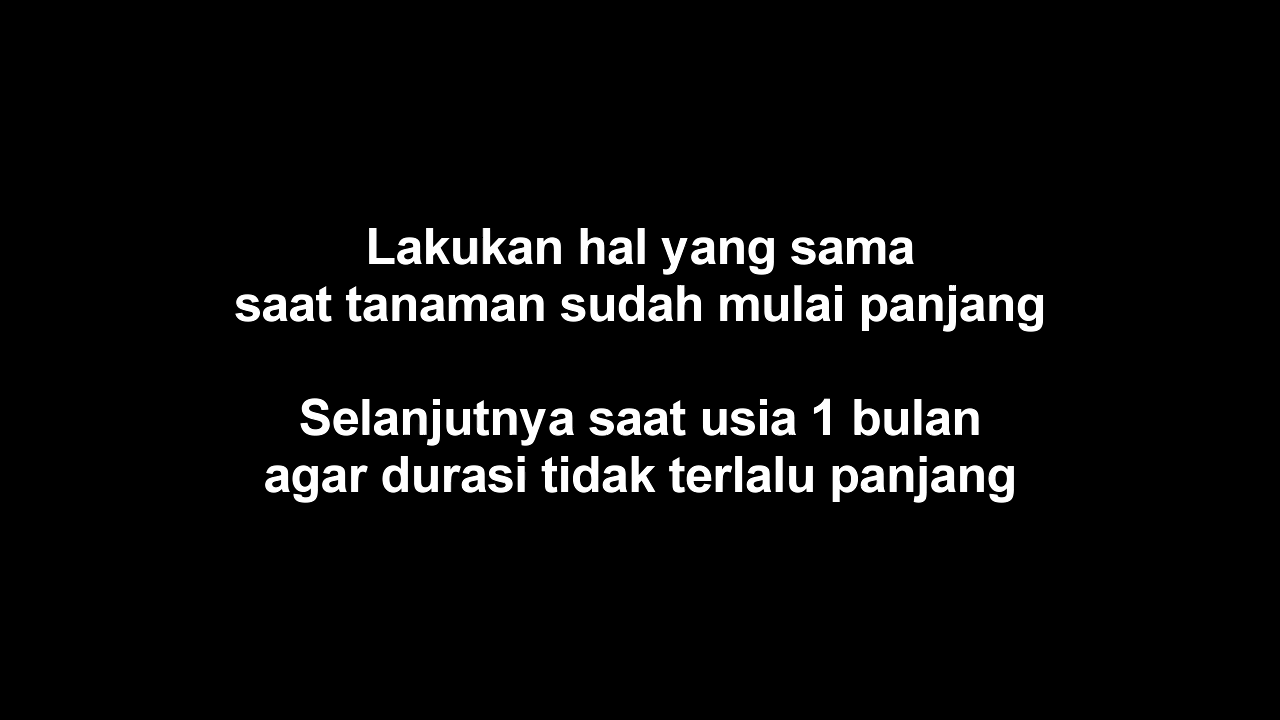 Lakukan hal yang sama
saat tanaman sudah mulai panjang
Selanjutnya saat usia 1 bulan
agar durasi tidak terlalu panjang